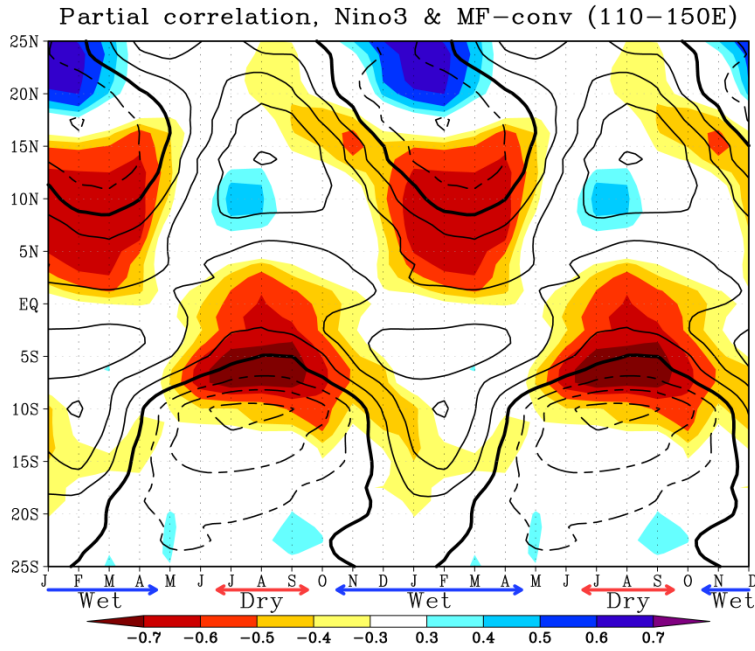 Partial correlation, Nino3 & MF-conv (110-150E)
25N
20N
15N
10N
5N
EQ
5S
10S
15S
20S
25S
J F M A M J J A S O N D J F M A M J J A S O N D
Wet Dry Wet Dry Wet
-0.7 -0.6 -0.5 -0.4 -0.3 0.3 0.4 0.5 0.6 0.7